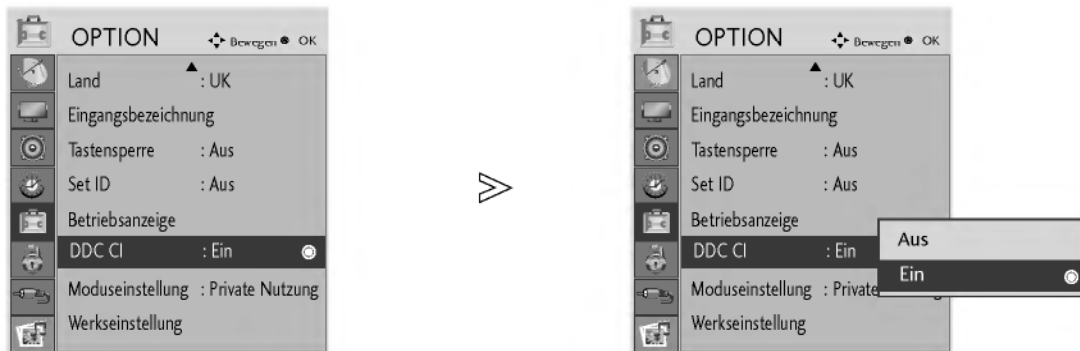 OPTION Bewegen OK
Land : UK
Eingangsbezeichnung
Tastensperre : Aus
Set ID : Aus
Betriebsanzeige
DDC CI : Ein
Moduseinstellung : Private Nutzung
Werkseinstellung
OPTION Bewegen OK
Land : UK
Eingangsbezeichnung
Tastensperre : Aus
Set ID : Aus
Betriebsanzeige
DDC CI : Ein
Aus
Ein
Moduseinstellung : Private
Werkseinstellung